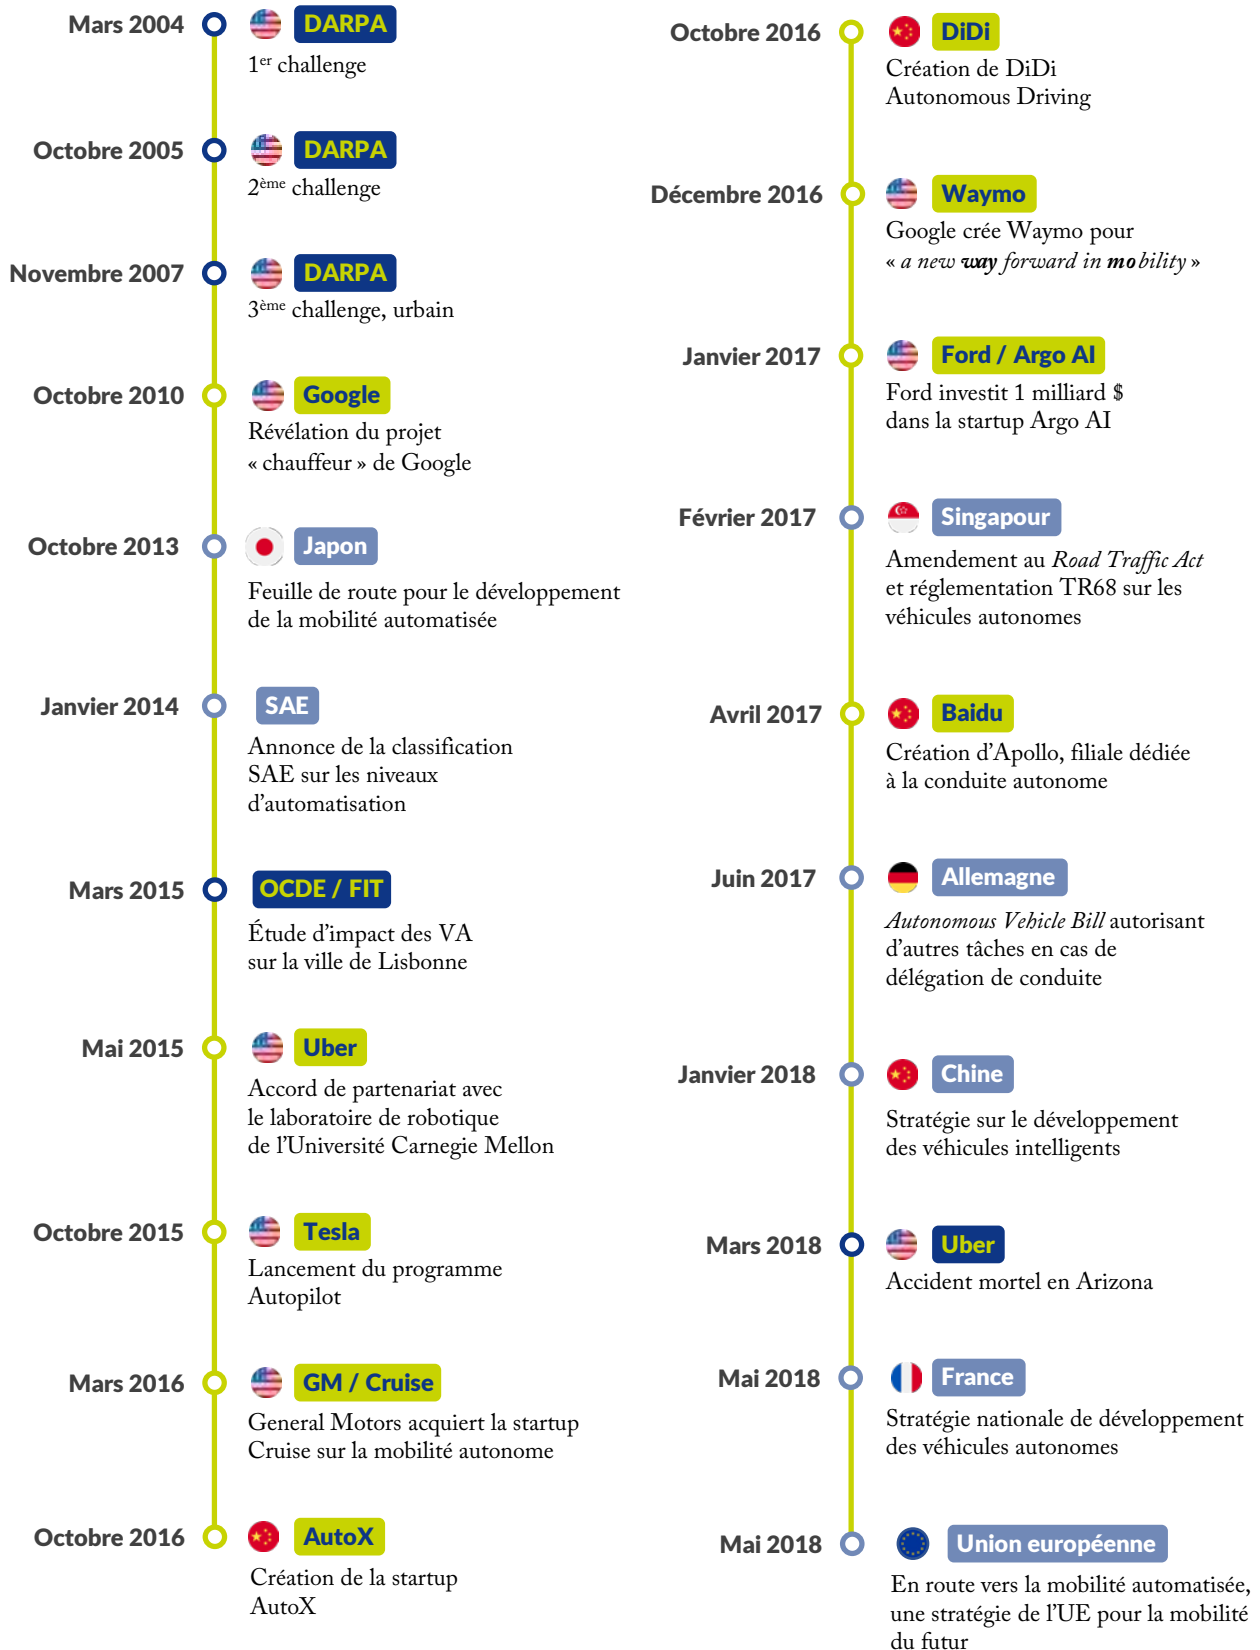 Mars 2004
DARPA
1er challenge
Octobre 2005
DARPA
2ème challenge
Novembre 2007
DARPA
3ème challenge, urbain
Octobre 2010
Google
Révélation du projet
« chauffeur » de Google
Octobre 2013
Japon
Feuille de route pour le développement
de la mobilité automatisée
Janvier 2014
SAE
Annonce de la classification
SAE sur les niveaux
d'automatisation
Mars 2015
OCDE / FIT
Étude d'impact des VA
sur la ville de Lisbonne
Mai 2015
Uber
Accord de partenariat avec
le laboratoire de robotique
de l'Université Carnegie Mellon
Octobre 2015
Tesla
Lancement du programme
Autopilot
Mars 2016
GM / Cruise
General Motors acquiert la startup
Cruise sur la mobilité autonome
Octobre 2016
AutoX
Création de la startup
AutoX
Octobre 2016
DiDi
Création de DiDi
Autonomous Driving
Décembre 2016
Waymo
Google crée Waymo pour
« a new way forward in mobility »
Janvier 2017
Ford / Argo AI
Ford investit 1 milliard $
dans la startup Argo AI
Février 2017
Singapour
Amendement au Road Traffic Act
et réglementation TR68 sur les
véhicules autonomes
Avril 2017
Baidu
Création d'Apollo, filiale dédiée
à la conduite autonome
Juin 2017
Allemagne
Autonomous Vehicle Bill autorisant
d'autres tâches en cas de
délégation de conduite
Janvier 2018
Chine
Stratégie sur le développement
des véhicules intelligents
Mars 2018
Uber
Accident mortel en Arizona
Mai 2018
France
Stratégie nationale de développement
des véhicules autonomes
Mai 2018
Union européenne
En route vers la mobilité automatisée,
une stratégie de l'UE pour la mobilité
du futur